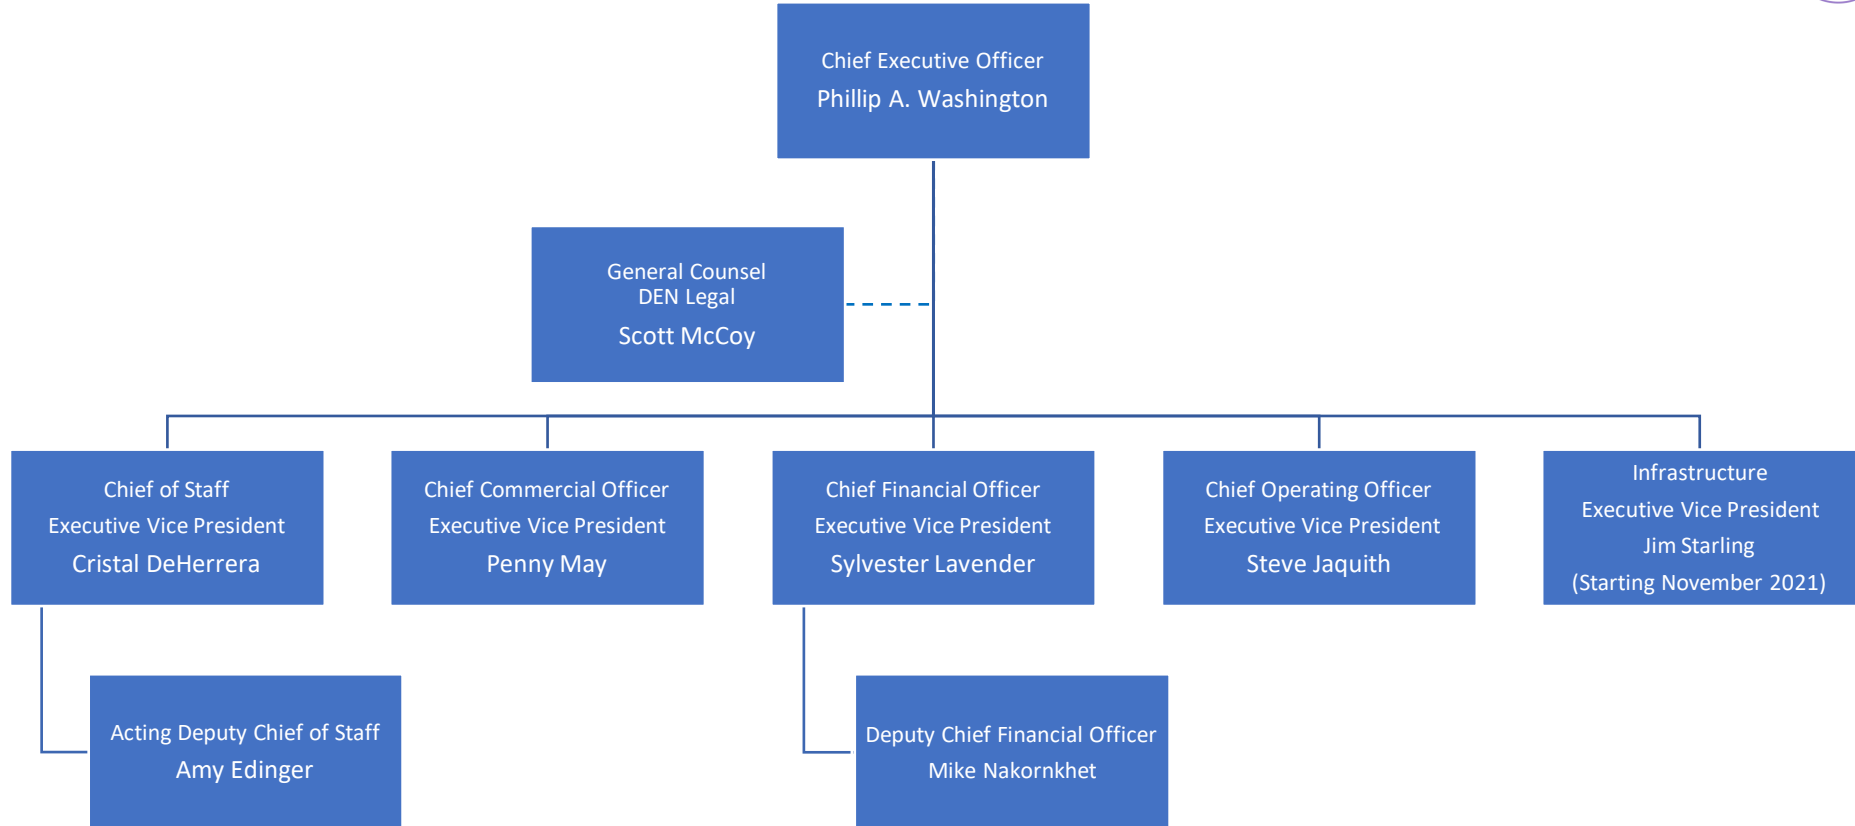 Chief Executive Officer
Phillip A. Washington
General Counsel
DEN Legal
Scott McCoy
Chief of Staff
Executive Vice President
Cristal DeHerrera
Chief Commercial Officer
Executive Vice President
Penny May
Chief Financial Officer
Executive Vice President
Sylvester Lavender
Chief Operating Officer
Executive Vice President
Steve Jaquith
Infrastructure
Executive Vice President
Jim Starling
(Starting November 2021)
Acting Deputy Chief of Staff
Amy Edinger
Deputy Chief Financial Officer
Mike Nakornkhet